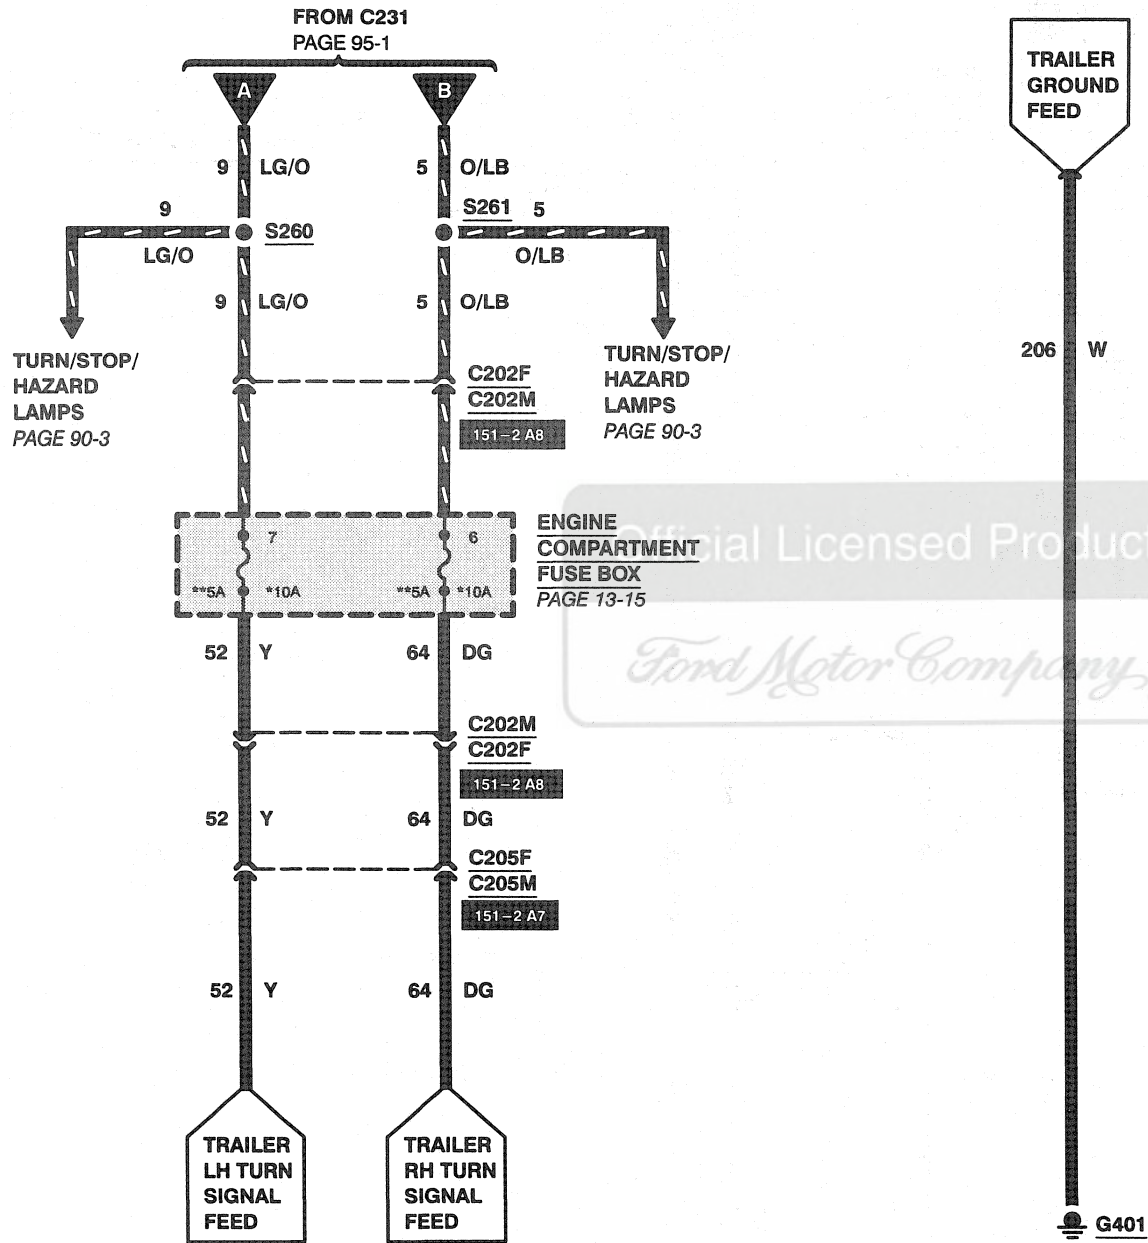 FROM C231
PAGE 95-1
A
B
TRAILER
GROUND
FEED
9 LG/O
5 O/LB
9
LG/O
S260
S261 5
O/LB
9 LG/O
5 O/LB
TURN/STOP/
HAZARD
LAMPS
PAGE 90-3
C202F
C202M
151-2 A8
TURN/STOP/
HAZARD
LAMPS
PAGE 90-3
206 W
7
**5A *10A
6
**5A *10A
ENGINE
COMPARTMENT
FUSE BOX
PAGE 13-15
cial Licensed Product
Ford Motor Company
52 Y
64 DG
C202M
C202F
151-2 A8
52 Y
64 DG
C205F
C205M
151-2 A7
52 Y
64 DG
TRAILER
LH TURN
SIGNAL
FEED
TRAILER
RH TURN
SIGNAL
FEED
G401